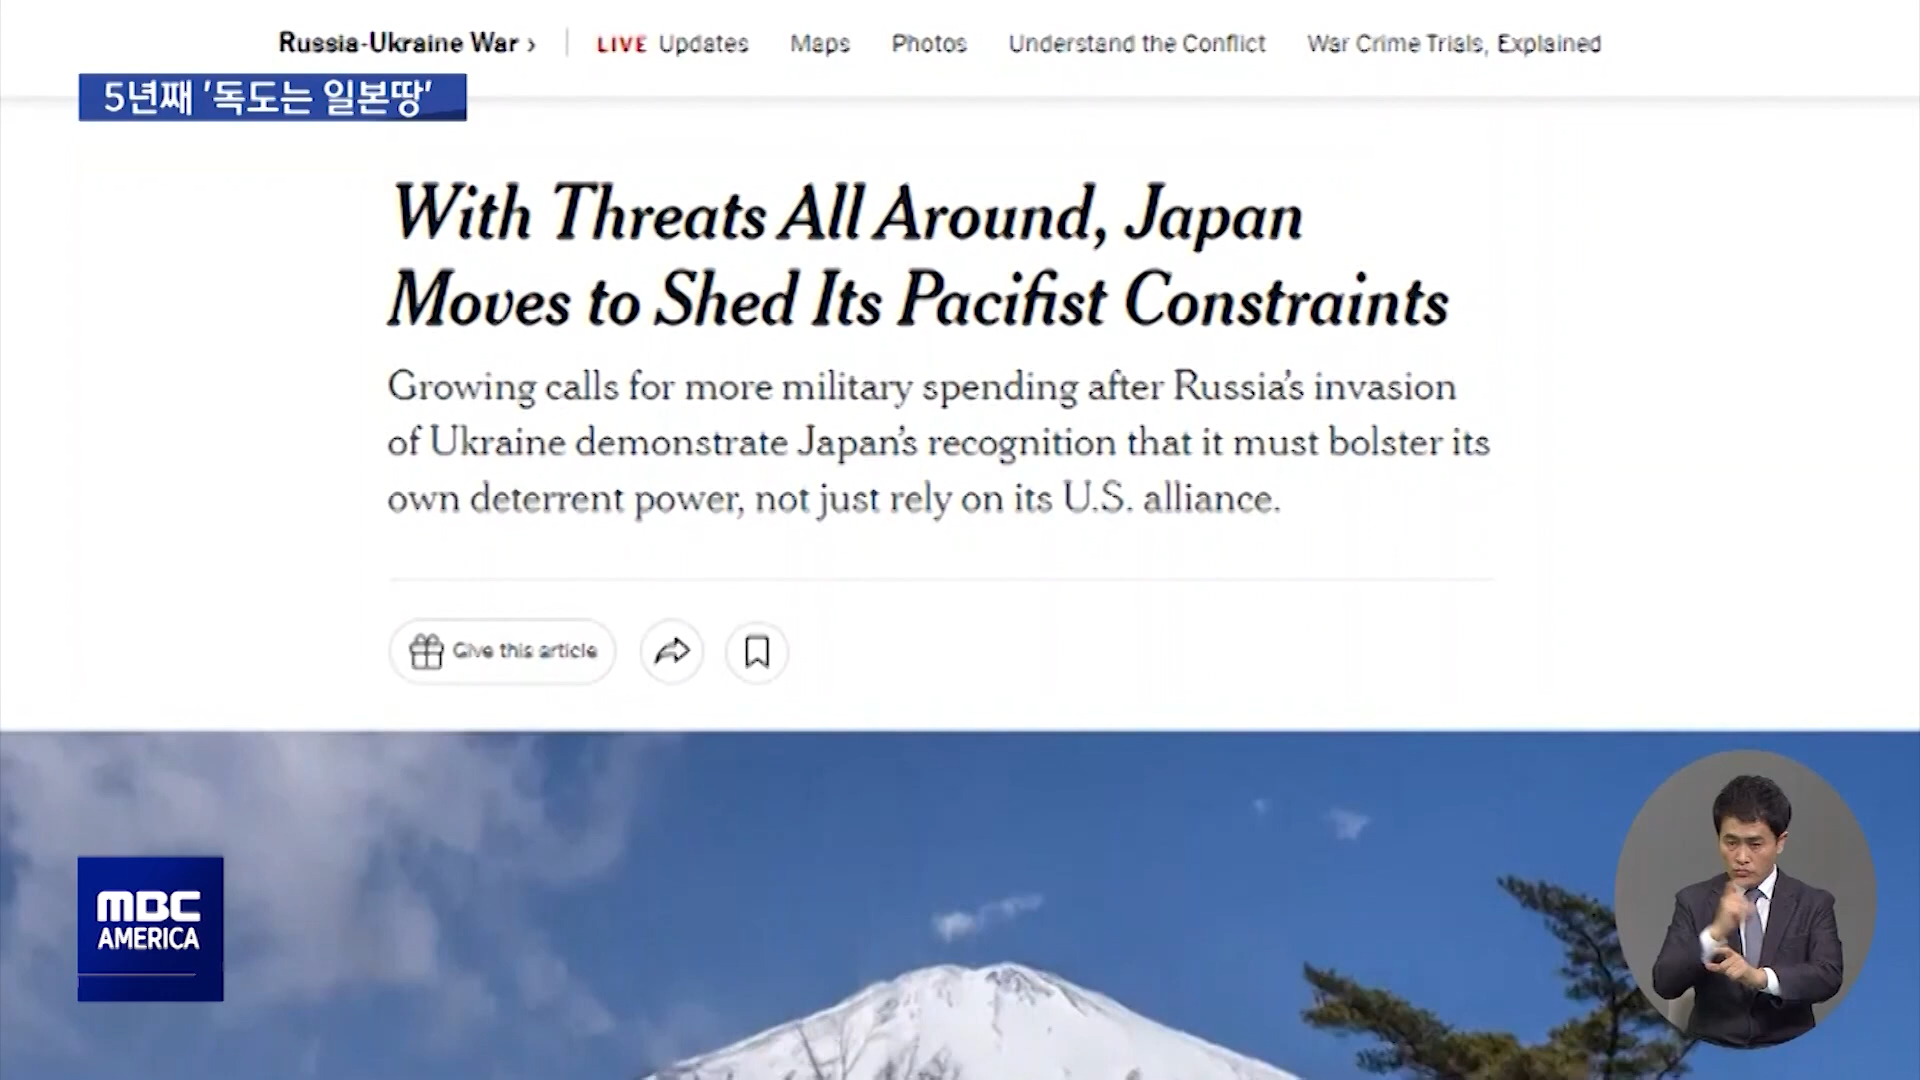 Russia-Ukraine War › LIVE Updates Maps Photos Understand the Conflict War Crime Trials, Explained
5년째 '독도는 일본땅'
With Threats All Around, Japan
Moves to Shed Its Pacifist Constraints
Growing calls for more military spending after Russia's invasion
of Ukraine demonstrate Japan's recognition that it must bolster its
own deterrent power, not just rely on its U.S. alliance.
Give this article
MBC
AMERICA